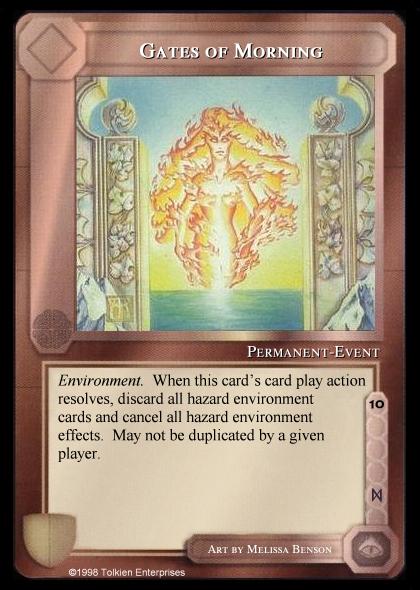 Gates of Morning
Permanent-Event
Environment. When this card's card play action
resolves, discard all hazard environment
cards and cancel all hazard environment
effects. May not be duplicated by a given
player.
10
Art by Melissa Benson
©1998 Tolkien Enterprises